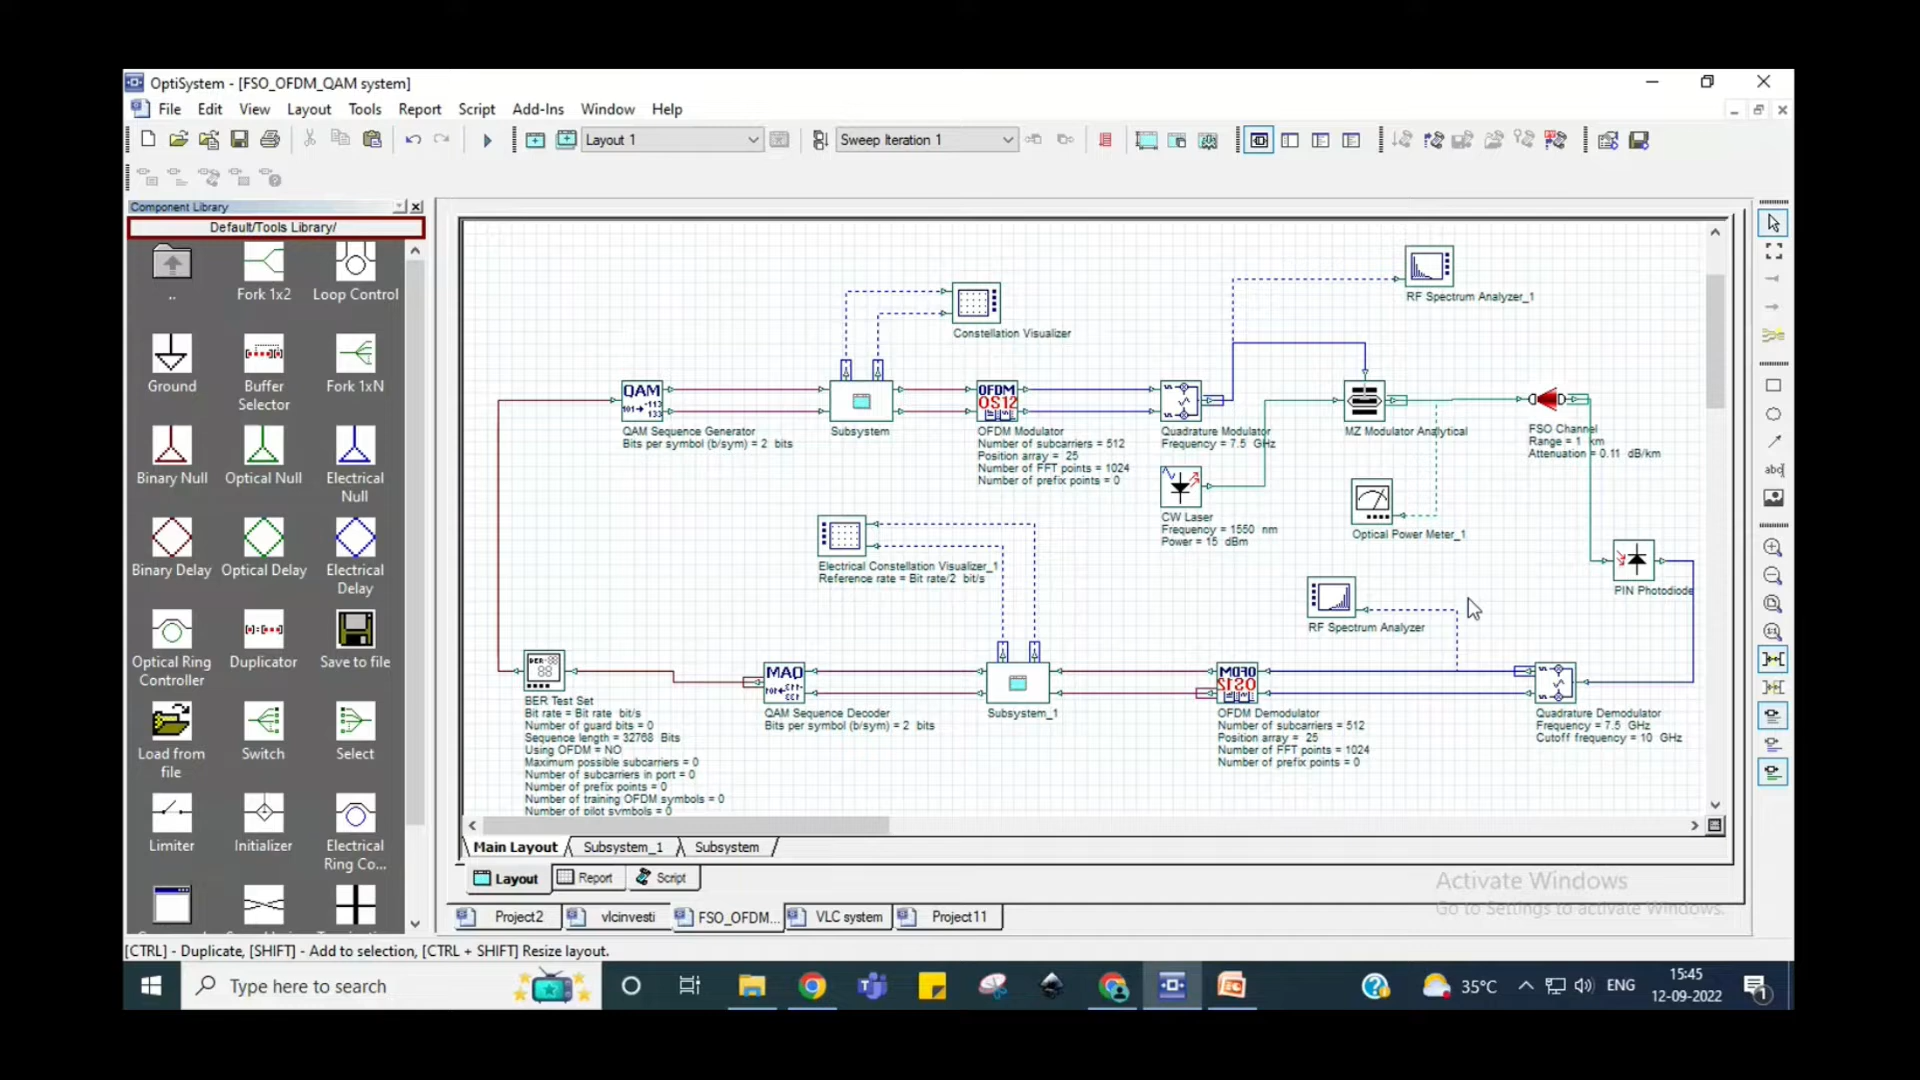 OptiSystem - [FSO_OFDM_QAM system]
File Edit View Layout Tools Report Script Add-Ins Window Help
Layout 1
Sweep Iteration 1
Component Library
Default/Tools Library/
..
Fork 1x2
Loop Control
Ground
Buffer Selector
Fork 1xN
Binary Null
Optical Null
Electrical Null
Binary Delay
Optical Delay
Electrical Delay
Optical Ring Controller
Duplicator
Save to file
Load from file
Switch
Select
Limiter
Initializer
Electrical Ring Co...
RF Spectrum Analyzer_1
Constellation Visualizer
QAM
101→ -113
133
QAM Sequence Generator
Bits per symbol (b/sym) = 2 bits
Subsystem
OFDM
OS12
OFDM Modulator
Number of subcarriers = 512
Position array = 25
Number of FFT points = 1024
Number of prefix points = 0
Quadrature Modulator
Frequency = 7.5 GHz
MZ Modulator Analytical
FSO Channel
Range = 1 km
Attenuation = 0.11 dB/km
CW Laser
Frequency = 1550 nm
Power = 15 dBm
Optical Power Meter_1
Electrical Constellation Visualizer_1
Reference rate = Bit rate/2 bit/s
PIN Photodiode
RF Spectrum Analyzer
BER Test Set
Bit rate = Bit rate bit/s
Number of guard bits = 0
Sequence length = 32768 Bits
Using OFDM = NO
Maximum possible subcarriers = 0
Number of subcarriers in port = 0
Number of prefix points = 0
Number of training OFDM symbols = 0
Number of pilot symbols = 0
QAM Sequence Decoder
Bits per symbol (b/sym) = 2 bits
Subsystem_1
OFDM Demodulator
Number of subcarriers = 512
Position array = 25
Number of FFT points = 1024
Number of prefix points = 0
Quadrature Demodulator
Frequency = 7.5 GHz
Cutoff frequency = 10 GHz
Main Layout Subsystem_1 Subsystem
Layout Report Script
Activate Windows
Go to Settings to activate Windows.
Project2 vlcinvesti FSO_OFDM... VLC system Project11
[CTRL] - Duplicate, [SHIFT] - Add to selection, [CTRL + SHIFT] Resize layout.
Type here to search
35°C
ENG
15:45
12-09-2022
1
abc